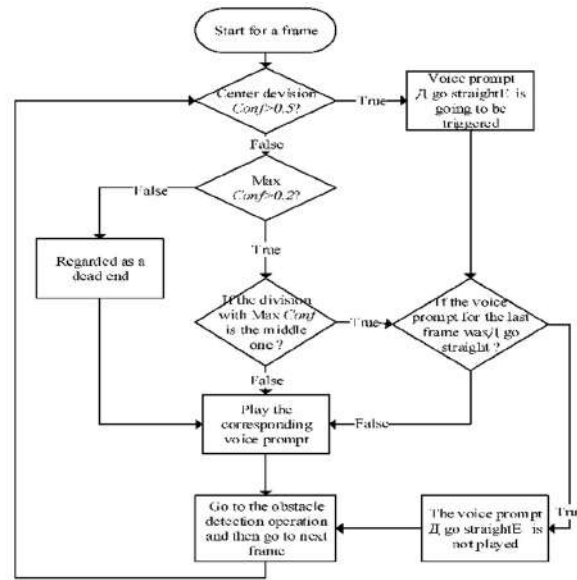 Start for a frame
Center devision
Conf>0.5?
True
Voice prompt
Д go straightЕ is
going to be
triggered
False
Max
Conf>0.2?
False
True
Regarded as a
dead end
If the division
with Max Conf
is the middle
one ?
True
If the voice
prompt for the last
frame was Д go
straight ?
False
Play the
corresponding
voice prompt
False
True
Go to the obstacle
detection operation
and then go to next
frame
The voice prompt
Д go straightЕ is
not played